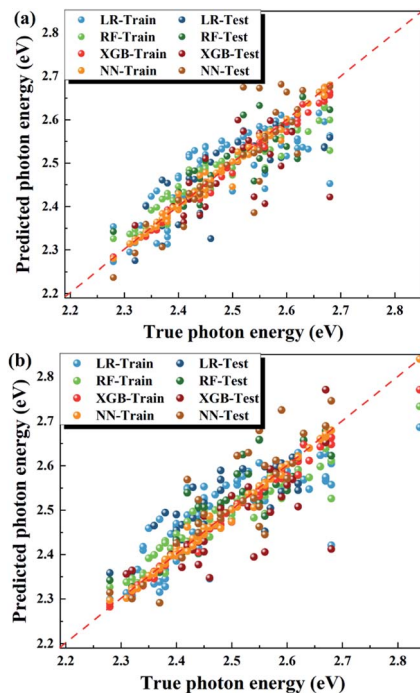 (a)
LR-Train LR-Test
RF-Train RF-Test
XGB-Train XGB-Test
NN-Train NN-Test
Predicted photon energy (eV)
2.8
2.7
2.6
2.5
2.4
2.3
2.2
2.2 2.3 2.4 2.5 2.6 2.7 2.8
True photon energy (eV)
(b)
LR-Train LR-Test
RF-Train RF-Test
XGB-Train XGB-Test
NN-Train NN-Test
Predicted photon energy (eV)
2.8
2.7
2.6
2.5
2.4
2.3
2.2
2.2 2.3 2.4 2.5 2.6 2.7 2.8
True photon energy (eV)